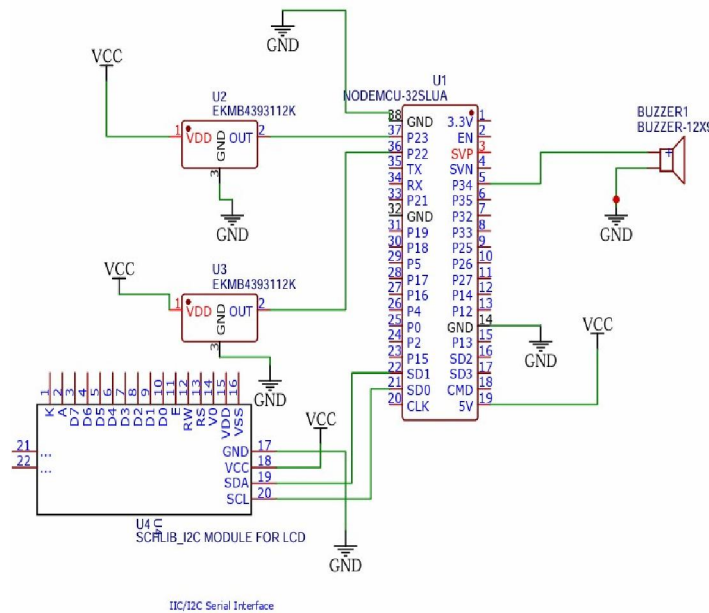 GND
VCC
U2
EKMB4393112K
1 VDD OUT 2
GND
3
GND
U1
NODEMCU-32SLUA
38 GND 3.3V 1
37 P23 EN 2
36 P22 SVP 3
35 TX SVN 4
34 RX P34 5
33 P21 P35 6
32 GND P32 7
31 P19 P33 8
30 P18 P25 9
29 P5 P26 10
28 P17 P27 11
27 P16 P14 12
26 P4 P12 13
25 P0 GND 14
24 P2 P13 15
23 P15 SD2 16
22 SD1 SD3 17
21 SD0 CMD 18
20 CLK 5V 19
BUZZER1
BUZZER-12X9
+
GND
VCC
U3
EKMB4393112K
1 VDD OUT 2
GND
3
GND
VCC
GND
1 2 3 4 5 6 7 8 9 10 11 12 13 14 15 16
K A D7 D6 D5 D4 D3 D2 D1 D0 E RW RS V0 VDD VSS
VCC
21 ...
22 ...
GND 17
VCC 18
SDA 19
SCL 20
U4
SCHLIB_I2C MODULE FOR LCD
GND
IIC/I2C Serial Interface